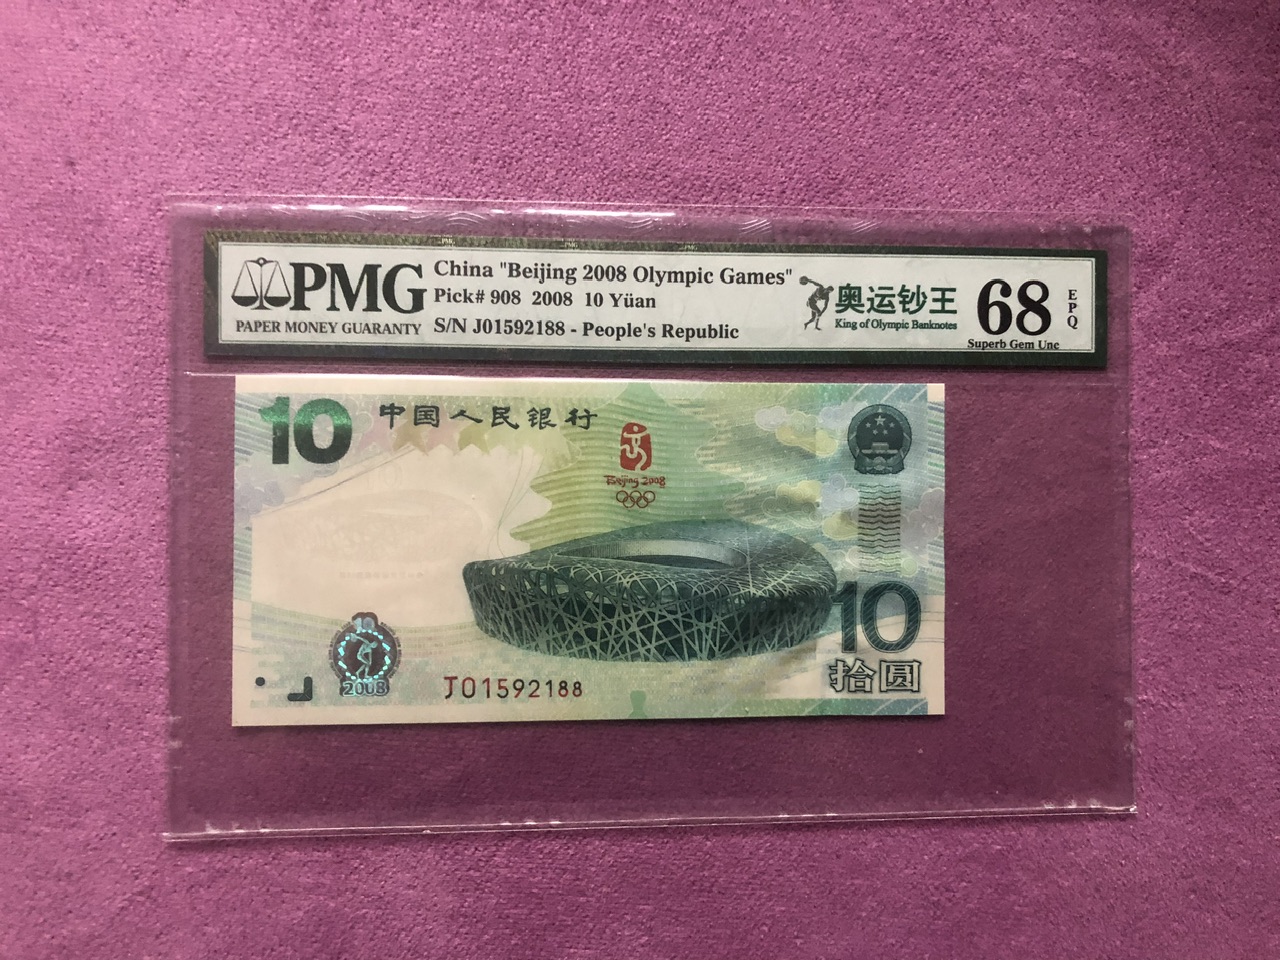 PMG
PAPER MONEY GUARANTY
China "Beijing 2008 Olympic Games"
Pick# 908 2008 10 Yüan
S/N J01592188 - People's Republic
奥运钞王
King of Olympic Banknotes
68
EPQ
Superb Gem Unc
10
中国人民银行
Beijing 2008
10
2008
J01592188
10
拾圆